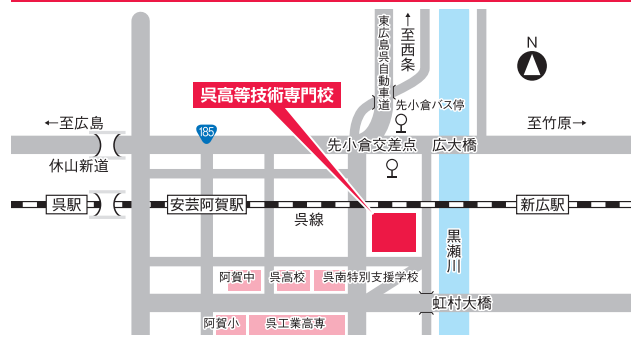 東広島呉自動車道
↑至西条
N
呉高等技術専門校
先小倉バス停
←至広島
185
至竹原→
先小倉交差点
広大橋
休山新道
呉駅
安芸阿賀駅
新広駅
呉線
黒瀬川
阿賀中
呉高校
呉南特別支援学校
虹村大橋
阿賀小
呉工業高専